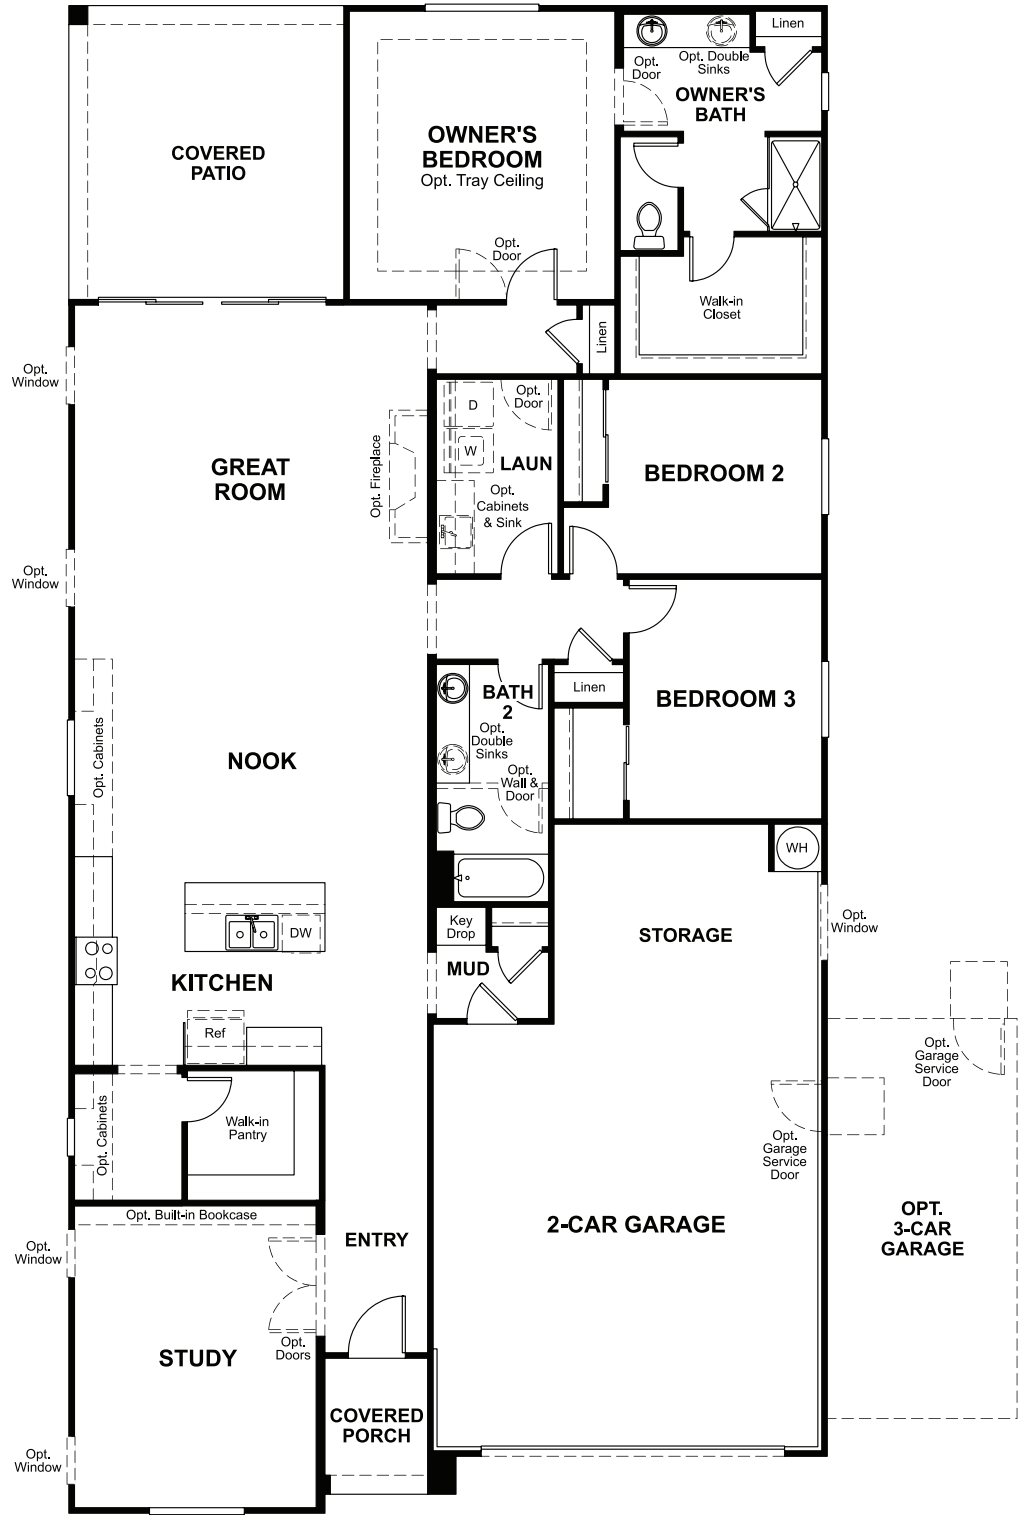 Linen
Opt. Double
Sinks
Opt.
Door
OWNER'S
BATH
COVERED
PATIO
OWNER'S
BEDROOM
Opt. Tray Ceiling
Opt.
Door
Walk-in
Closet
Linen
Opt.
Window
D
Opt.
Door
W
LAUN
Opt.
Cabinets
& Sink
BEDROOM 2
GREAT
ROOM
Opt. Fireplace
Opt.
Window
Linen
BATH
2
Opt.
Double
Sinks
Opt.
Wall &
Door
BEDROOM 3
Opt. Cabinets
NOOK
WH
Key
Drop
MUD
STORAGE
Opt.
Window
DW
KITCHEN
Ref
Opt.
Garage
Service
Door
Opt. Cabinets
Walk-in
Pantry
Opt.
Garage
Service
Door
Opt. Built-in Bookcase
Opt.
Window
ENTRY
2-CAR GARAGE
OPT.
3-CAR
GARAGE
Opt.
Doors
STUDY
COVERED
PORCH
Opt.
Window